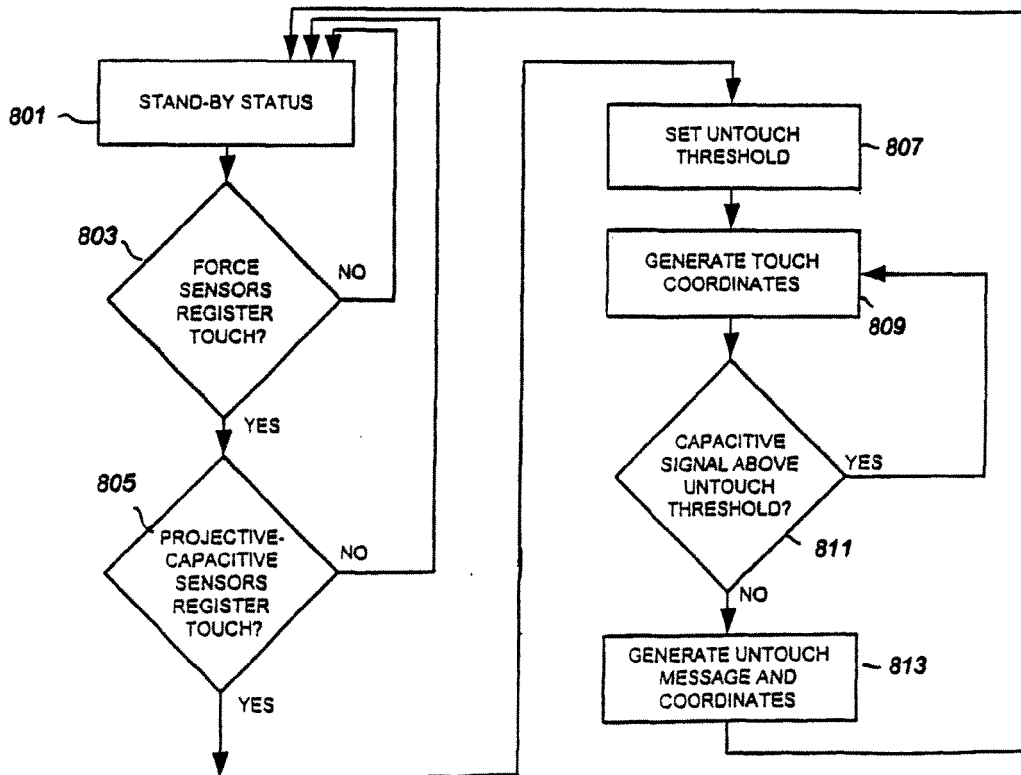 801
STAND-BY STATUS
803
FORCE
SENSORS
REGISTER
TOUCH?
NO
YES
805
PROJECTIVE-
CAPACITIVE
SENSORS
REGISTER
TOUCH?
NO
YES
SET UNTOUCH
THRESHOLD
807
GENERATE TOUCH
COORDINATES
809
CAPACITIVE
SIGNAL ABOVE
UNTOUCH
THRESHOLD?
YES
811
NO
GENERATE UNTOUCH
MESSAGE AND
COORDINATES
813